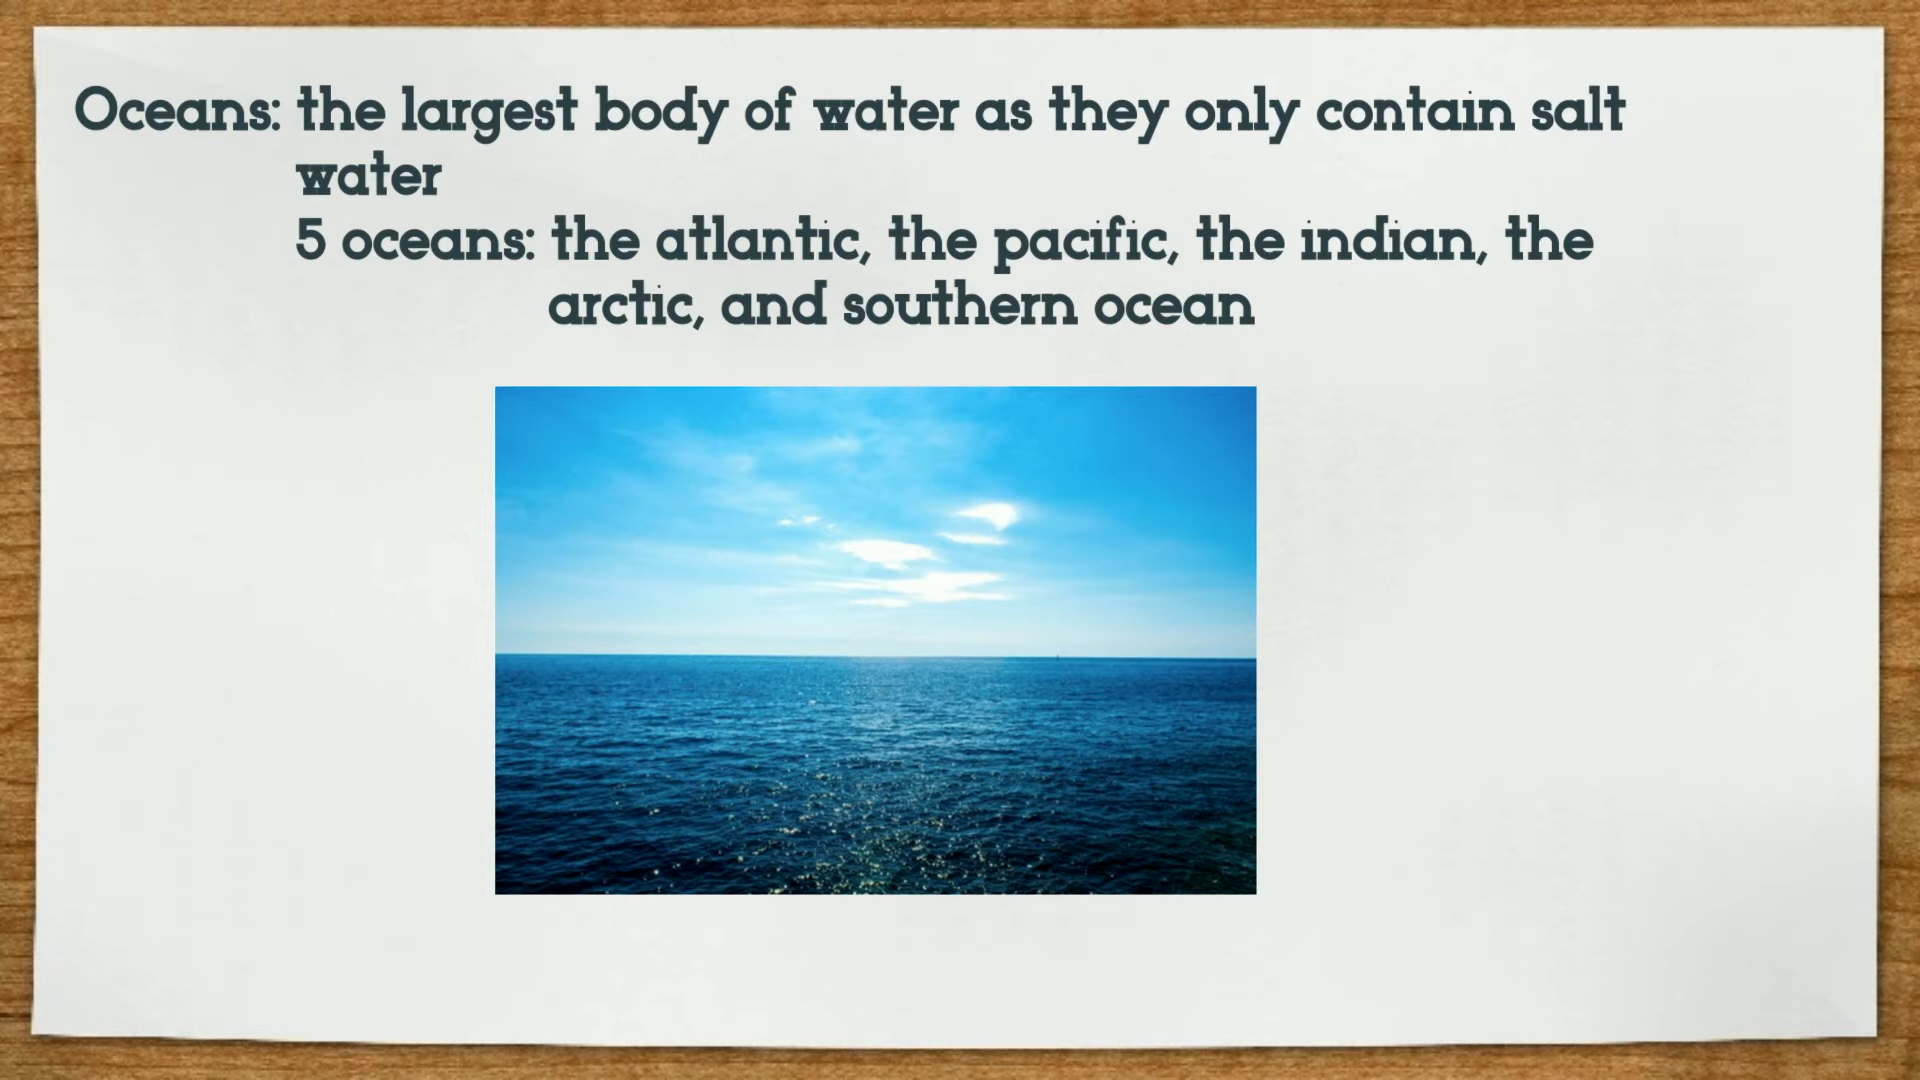 Oceans: the largest body of water as they only contain salt
water
5 oceans: the atlantic, the pacific, the indian, the
arctic, and southern ocean